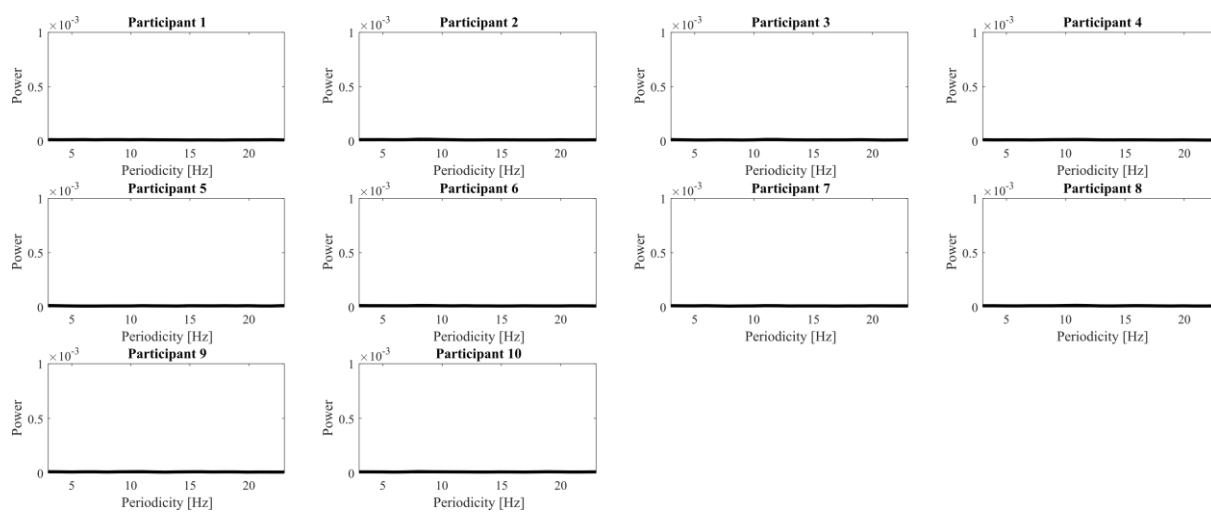 Participant 1
×10⁻³
1
0.5
0
Power
5 10 15 20
Periodicity [Hz]
Participant 2
×10⁻³
1
0.5
0
Power
5 10 15 20
Periodicity [Hz]
Participant 3
×10⁻³
1
0.5
0
Power
5 10 15 20
Periodicity [Hz]
Participant 4
×10⁻³
1
0.5
0
Power
5 10 15 20
Periodicity [Hz]
Participant 5
×10⁻³
1
0.5
0
Power
5 10 15 20
Periodicity [Hz]
Participant 6
×10⁻³
1
0.5
0
Power
5 10 15 20
Periodicity [Hz]
Participant 7
×10⁻³
1
0.5
0
Power
5 10 15 20
Periodicity [Hz]
Participant 8
×10⁻³
1
0.5
0
Power
5 10 15 20
Periodicity [Hz]
Participant 9
×10⁻³
1
0.5
0
Power
5 10 15 20
Periodicity [Hz]
Participant 10
×10⁻³
1
0.5
0
Power
5 10 15 20
Periodicity [Hz]